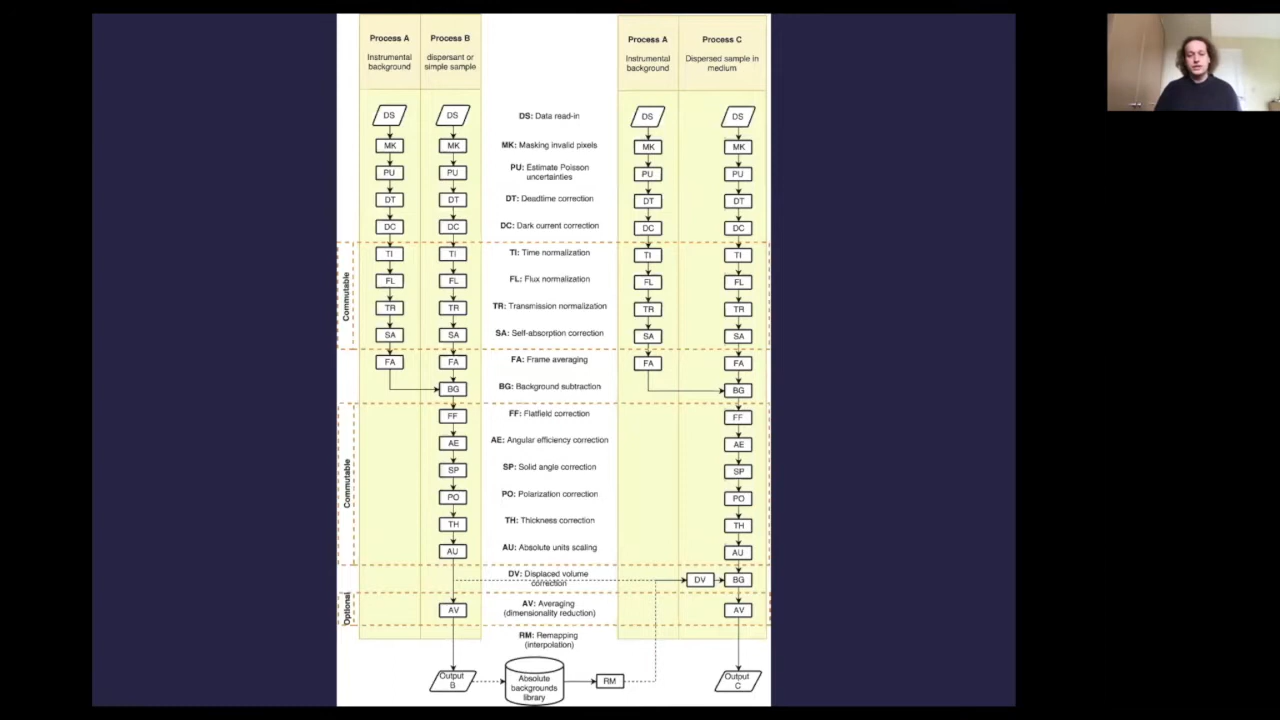 Process A
Process B
Process A
Process C
Instrumental
background
dispersant or
simple sample
Instrumental
background
Dispersed sample in
medium
DS
DS
DS: Data read-in
DS
DS
MK
MK
MK: Masking invalid pixels
MK
MK
PU
PU
PU: Estimate Poisson
uncertainties
PU
PU
DT
DT
DT: Deadtime correction
DT
DT
DC
DC
DC: Dark current correction
DC
DC
Commutable
TI
TI
TI: Time normalization
TI
TI
FL
FL
FL: Flux normalization
FL
FL
TR
TR
TR: Transmission normalization
TR
TR
SA
SA
SA: Self-absorption correction
SA
SA
FA
FA
FA: Frame averaging
FA
FA
BG
BG: Background subtraction
BG
Commutable
FF
FF: Flatfield correction
FF
AE
AE: Angular efficiency correction
AE
SP
SP: Solid angle correction
SP
PO
PO: Polarization correction
PO
TH
TH: Thickness correction
TH
AU
AU: Absolute units scaling
AU
DV: Displaced volume
correction
DV
BG
Optional
AV
AV: Averaging
(dimensionality reduction)
AV
RM: Remapping
(interpolation)
Output
B
Absolute
backgrounds
library
RM
Output
C